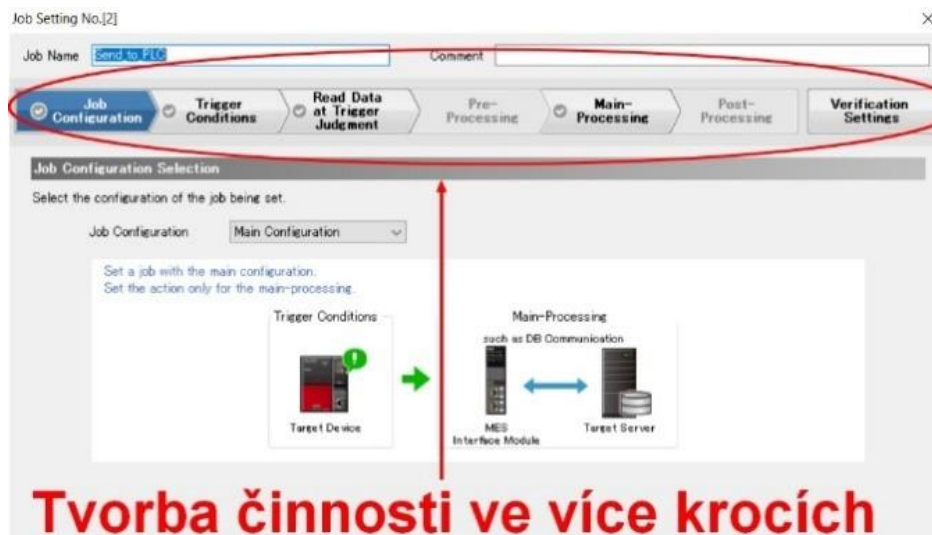 Job Setting No.[2]
Job Name Send to PLC Comment
Job Configuration
Trigger Conditions
Read Data at Trigger Judgment
Pre-Processing
Main-Processing
Post-Processing
Verification Settings
Job Configuration Selection
Select the configuration of the job being set.
Job Configuration Main Configuration
Set a job with the main configuration.
Set the action only for the main-processing.
Trigger Conditions
Main-Processing
such as DB Communication
Target Device
MES Interface Module
Target Server
Tvorba činnosti ve více krocích